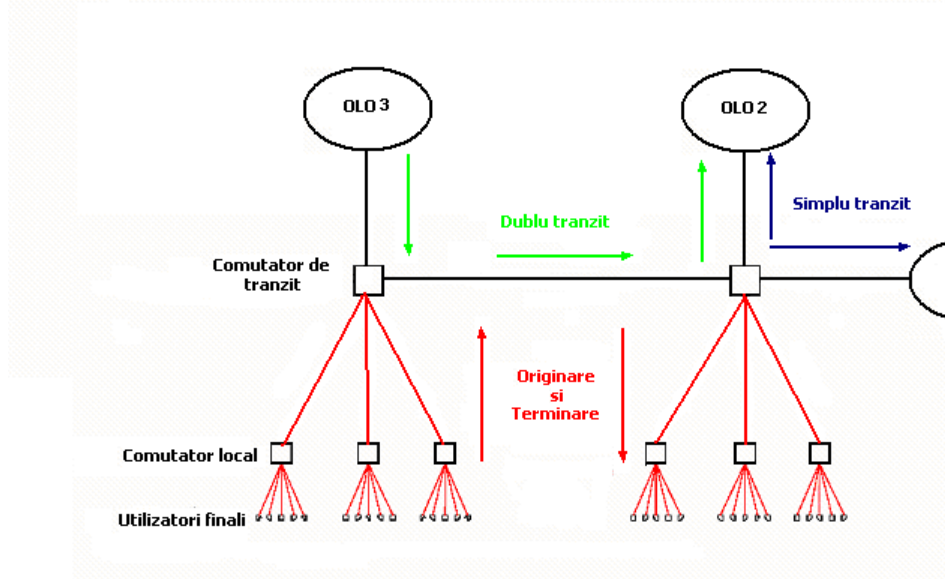 OLO 3
OLO 2
Simplu tranzit
Dublu tranzit
Comutator de
tranzit
Originare
si
Terminare
Comutator local
Utilizatori finali